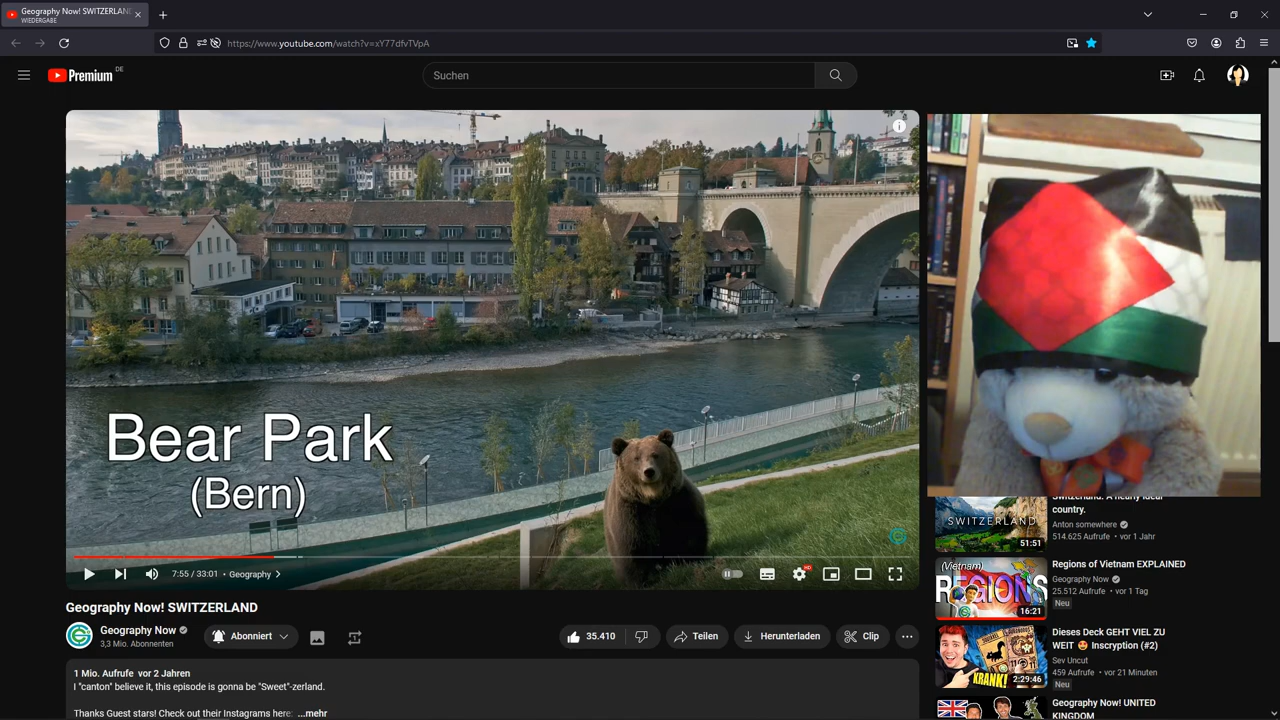 Geography Now! SWITZERLAN
WIEDERGABE
https://www.youtube.com/watch?v=xY77dfvTVpA
Premium DE
Suchen
Bear Park
(Bern)
7:55 / 33:01 • Geography
HD
Geography Now! SWITZERLAND
Geography Now
3,3 Mio. Abonnenten
Abonniert
35.410
Teilen
Herunterladen
Clip
1 Mio. Aufrufe vor 2 Jahren
I "canton" believe it, this episode is gonna be "Sweet"-zerland.
Thanks Guest stars! Check out their Instagrams here: ...mehr
SWITZERLAND
51:51
Switzerland: A nearly ideal
country.
Anton somewhere
514.625 Aufrufe • vor 1 Jahr
(Vietnam)
REGIONS
16:21
Regions of Vietnam EXPLAINED
Geography Now
25.512 Aufrufe • vor 1 Tag
Neu
KRANK!
2:29:46
Dieses Deck GEHT VIEL ZU
WEIT 🤩 Inscryption (#2)
Sev Uncut
459 Aufrufe • vor 21 Minuten
Neu
Geography Now! UNITED
KINGDOM